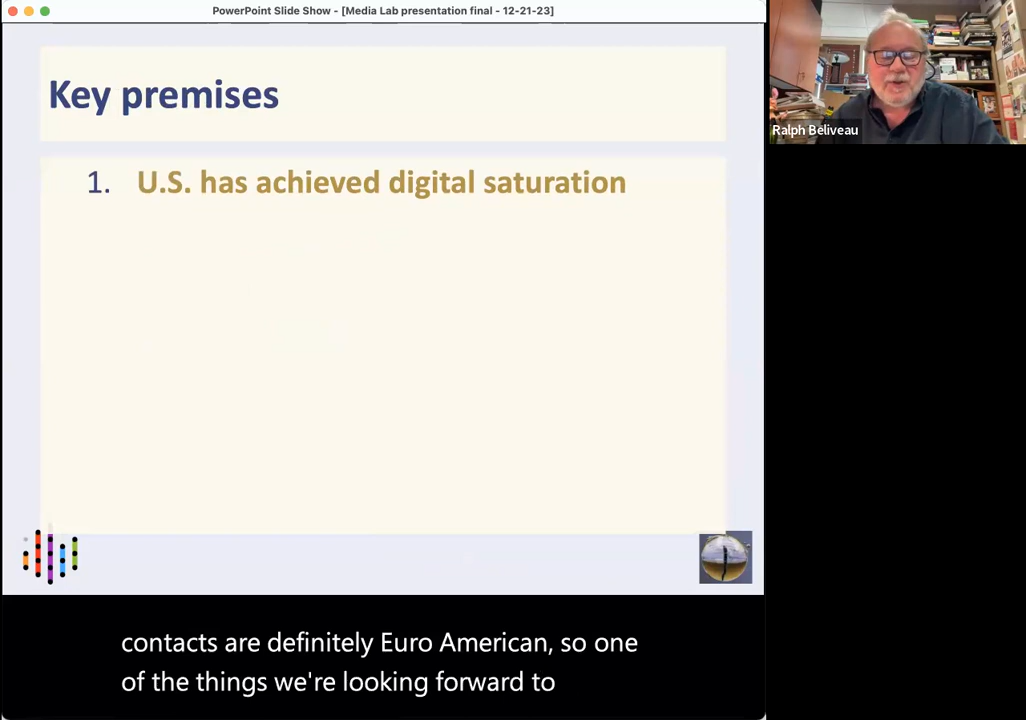 PowerPoint Slide Show - [Media Lab presentation final - 12-21-23]
Key premises
1. U.S. has achieved digital saturation
Ralph Beliveau
contacts are definitely Euro American, so one
of the things we're looking forward to